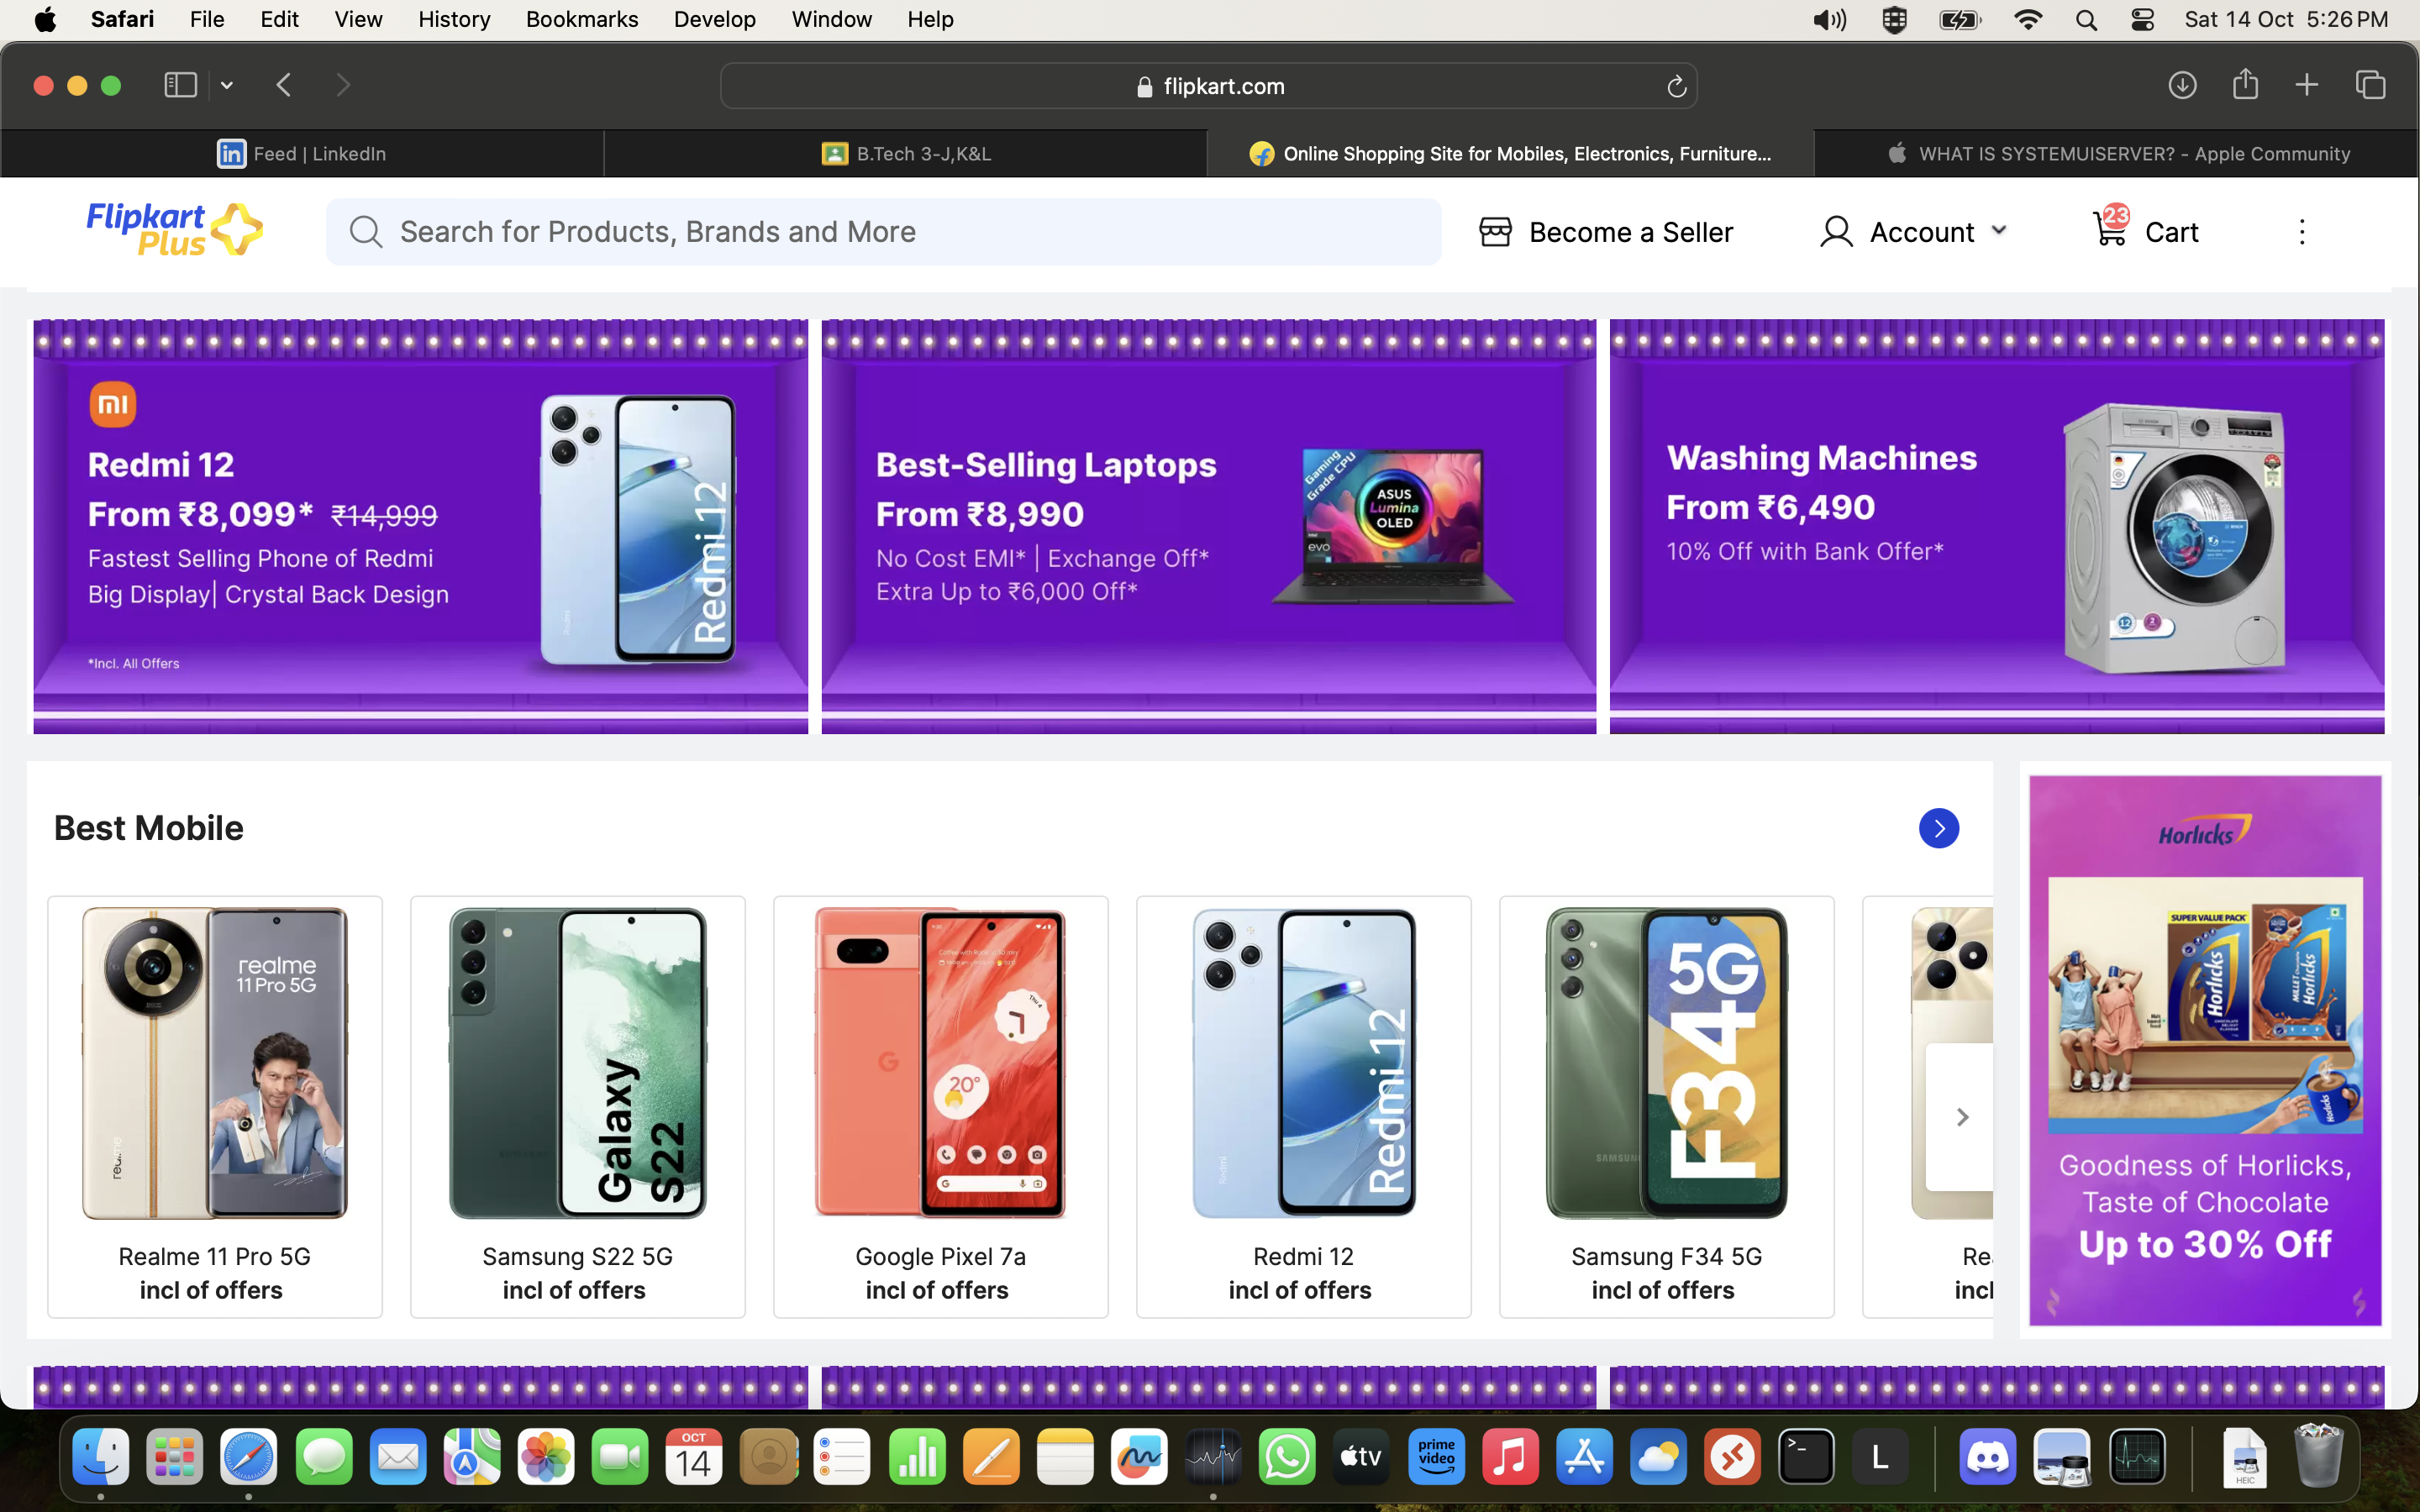 Safari File Edit View History Bookmarks Develop Window Help Sat 14 Oct 5:26 PM
flipkart.com
Feed | LinkedIn
B.Tech 3-J,K&L
Online Shopping Site for Mobiles, Electronics, Furniture...
WHAT IS SYSTEMUISERVER? - Apple Community
Flipkart
Plus
Search for Products, Brands and More
Become a Seller
Account
23
Cart
mi
Redmi 12
From ₹8,099* ₹14,999
Fastest Selling Phone of Redmi
Big Display| Crystal Back Design
*Incl. All Offers
Redmi 12
Best-Selling Laptops
From ₹8,990
No Cost EMI* | Exchange Off*
Extra Up to ₹6,000 Off*
Gaming
Grade CPU
ASUS
Lumina
OLED
evo
Washing Machines
From ₹6,490
10% Off with Bank Offer*
Best Mobile
realme
11 Pro 5G
Realme 11 Pro 5G
incl of offers
Galaxy
S22
Samsung S22 5G
incl of offers
20°
Google Pixel 7a
incl of offers
Redmi 12
Redmi 12
incl of offers
5G
F34
SAMSUNG
Samsung F34 5G
incl of offers
Rea
incl
Horlicks
SUPER VALUE PACK
Horlicks
Horlicks
Horlicks
Goodness of Horlicks,
Taste of Chocolate
Up to 30% Off
OCT
14
tv
prime
video
L
HEIC